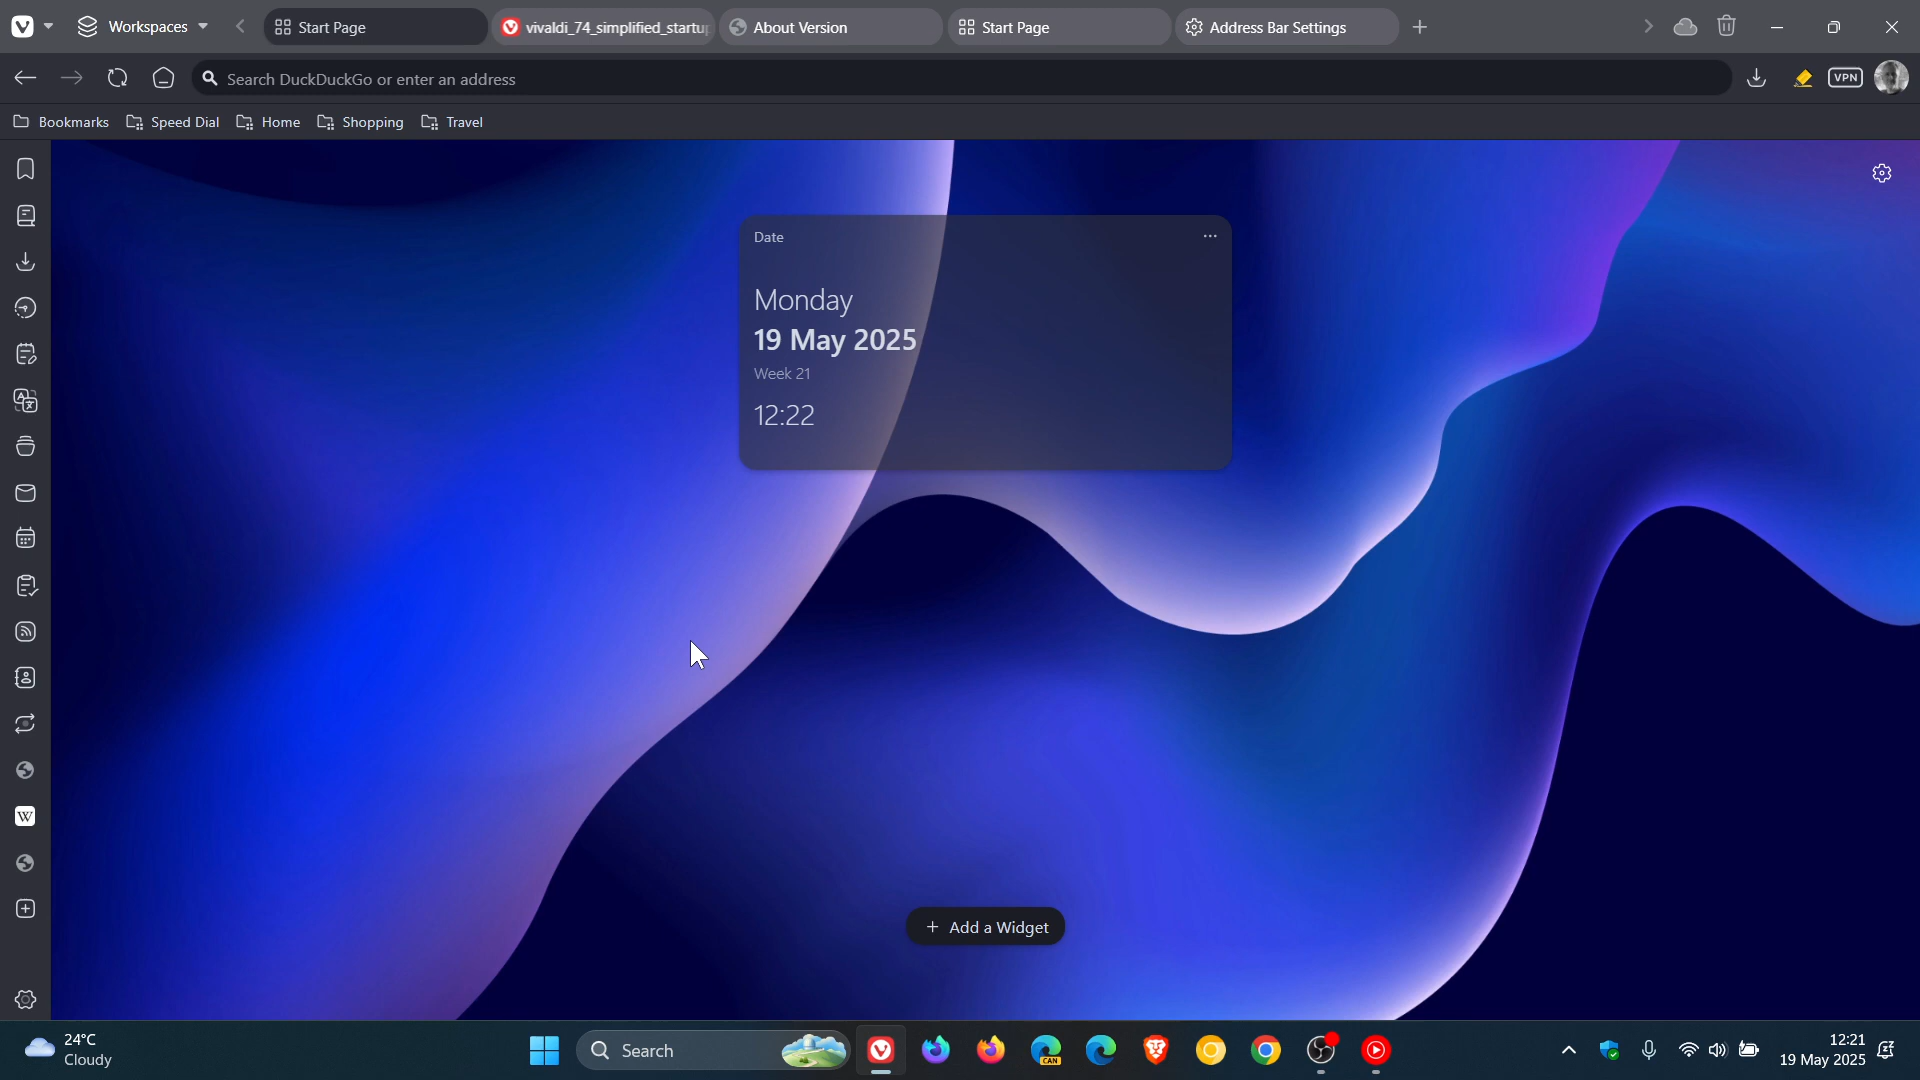 Workspaces
Start Page
vivaldi_74_simplified_startup
About Version
Start Page
Address Bar Settings
Search DuckDuckGo or enter an address
VPN
Bookmarks
Speed Dial
Home
Shopping
Travel
Date
Monday
19 May 2025
Week 21
12:22
W
+ Add a Widget
24°C
Cloudy
Search
CAN
12:21
19 May 2025